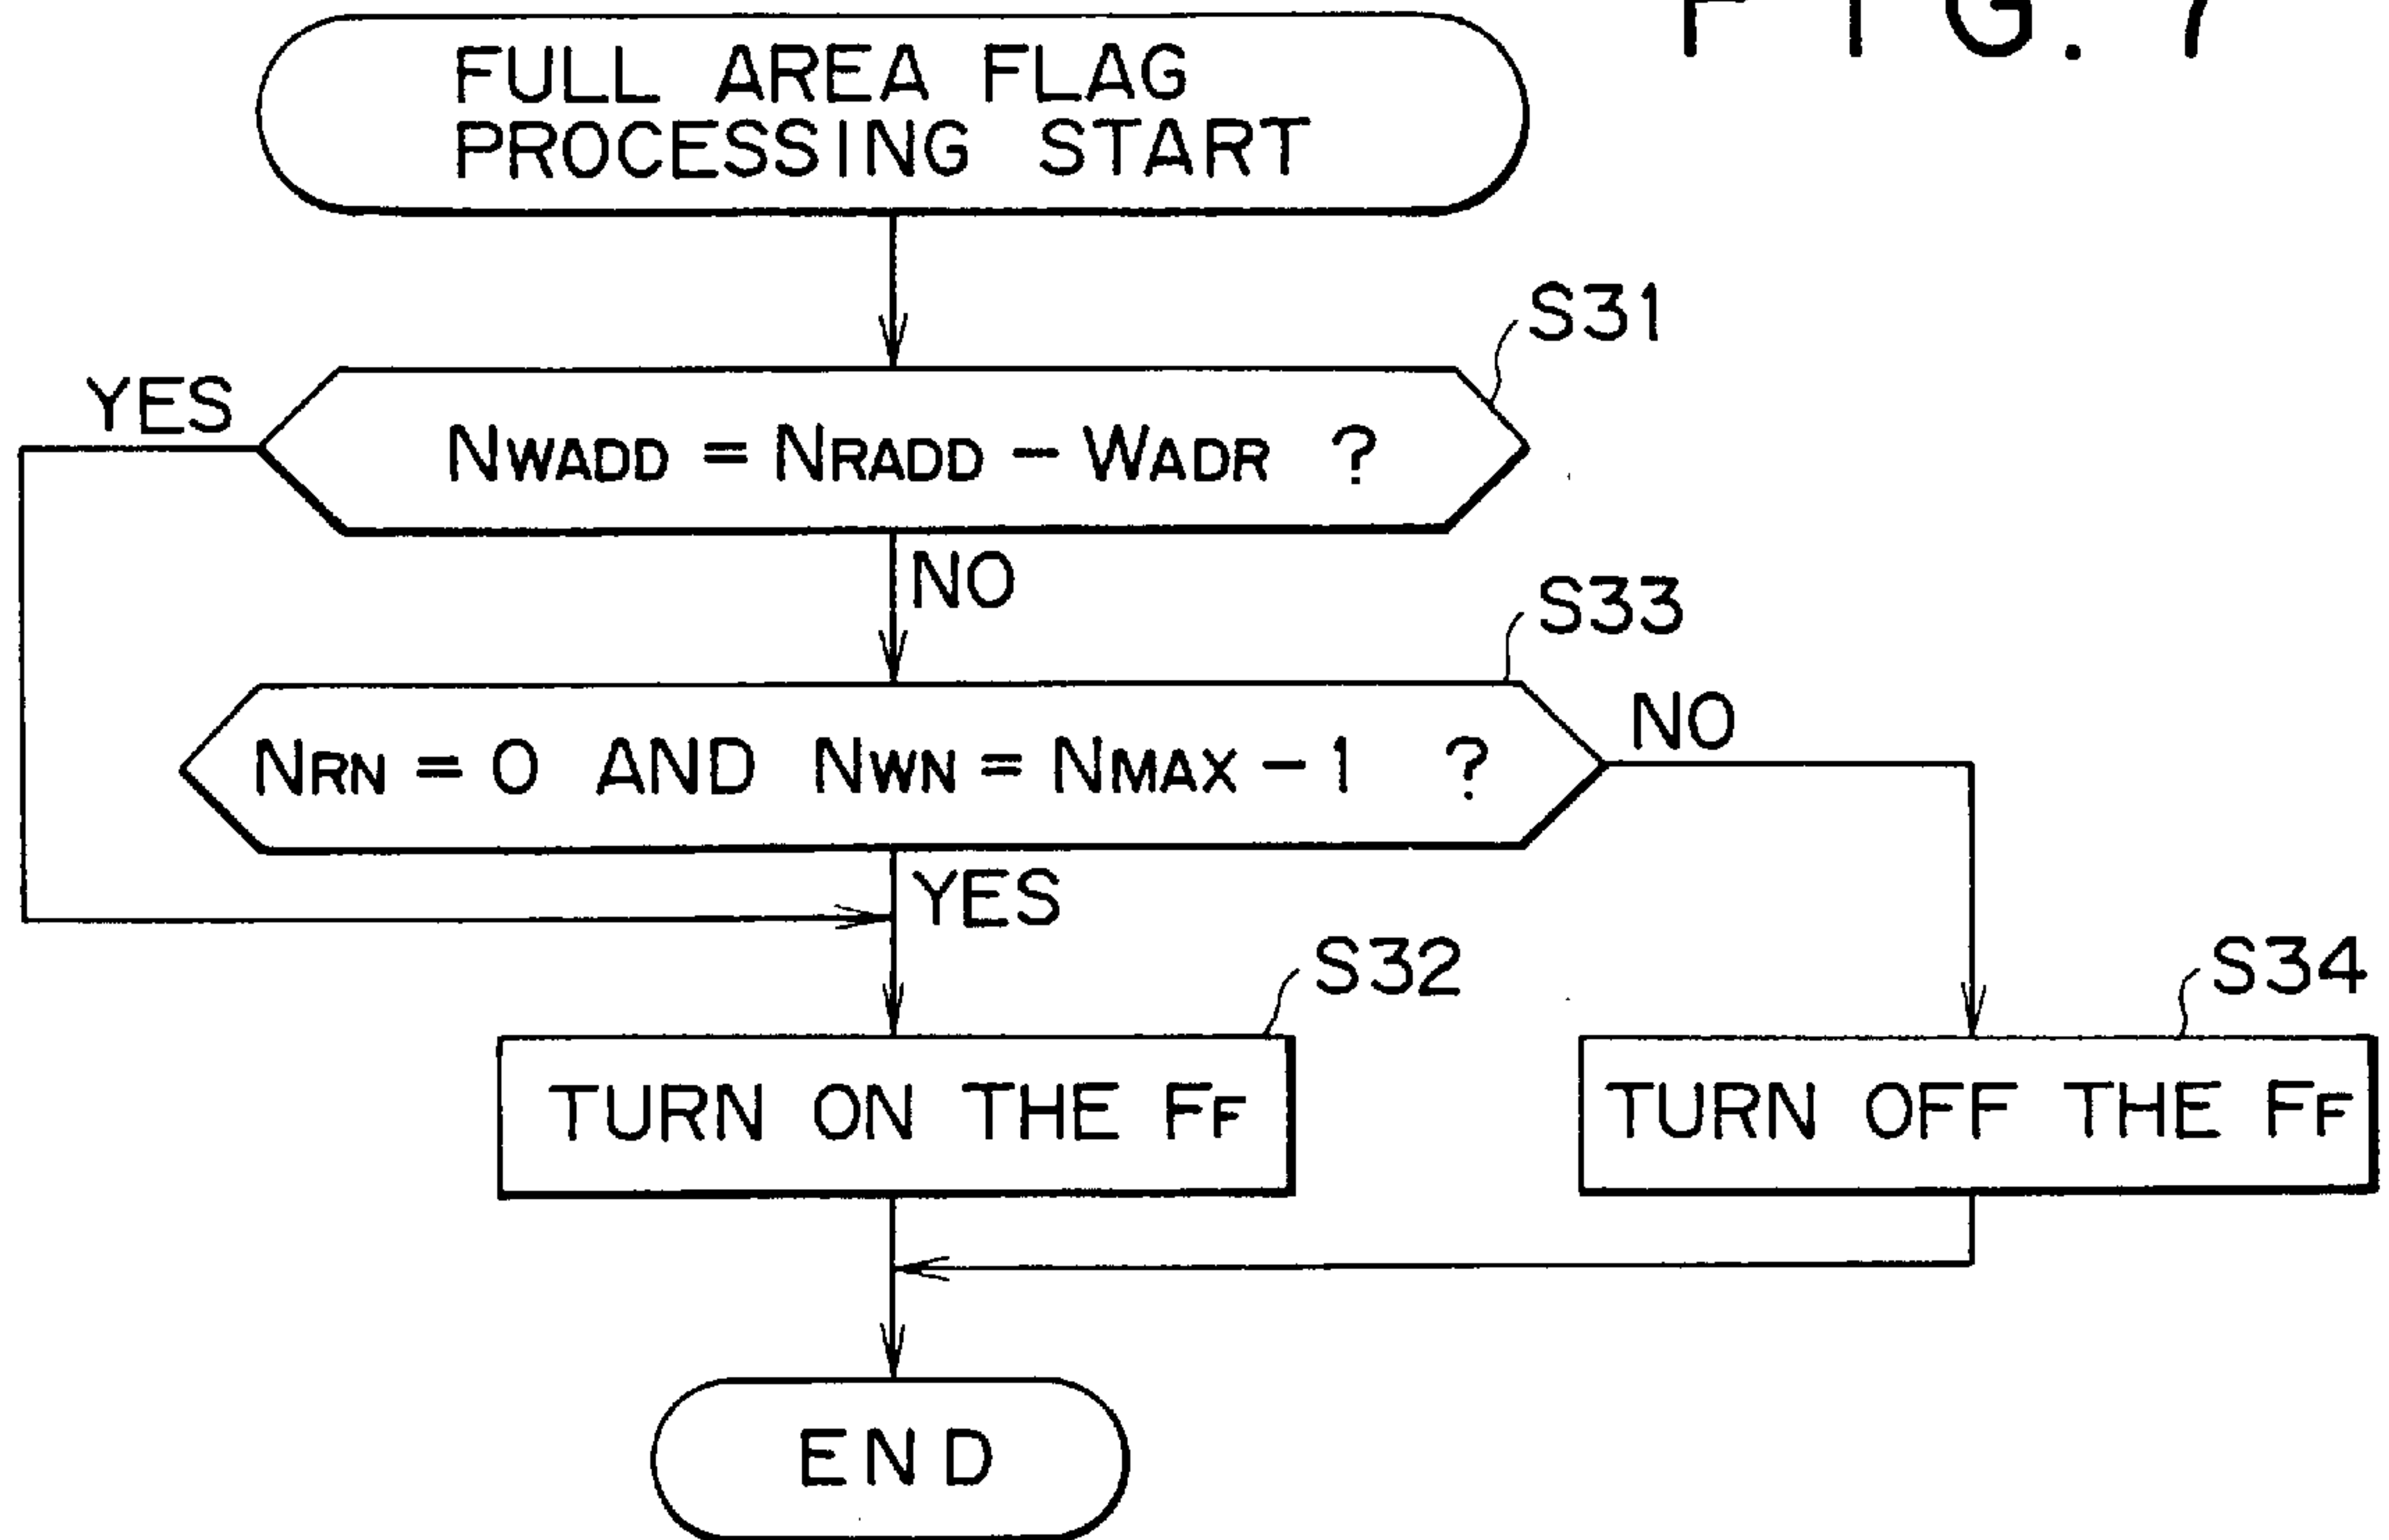 FIG. 7
FULL AREA FLAG
PROCESSING START
S31
YES
NWADD = NRADD - WADR ?
NO
S33
NRN = 0 AND NWN = NMAX - 1 ?
NO
YES
S32
S34
TURN ON THE FF
TURN OFF THE FF
END